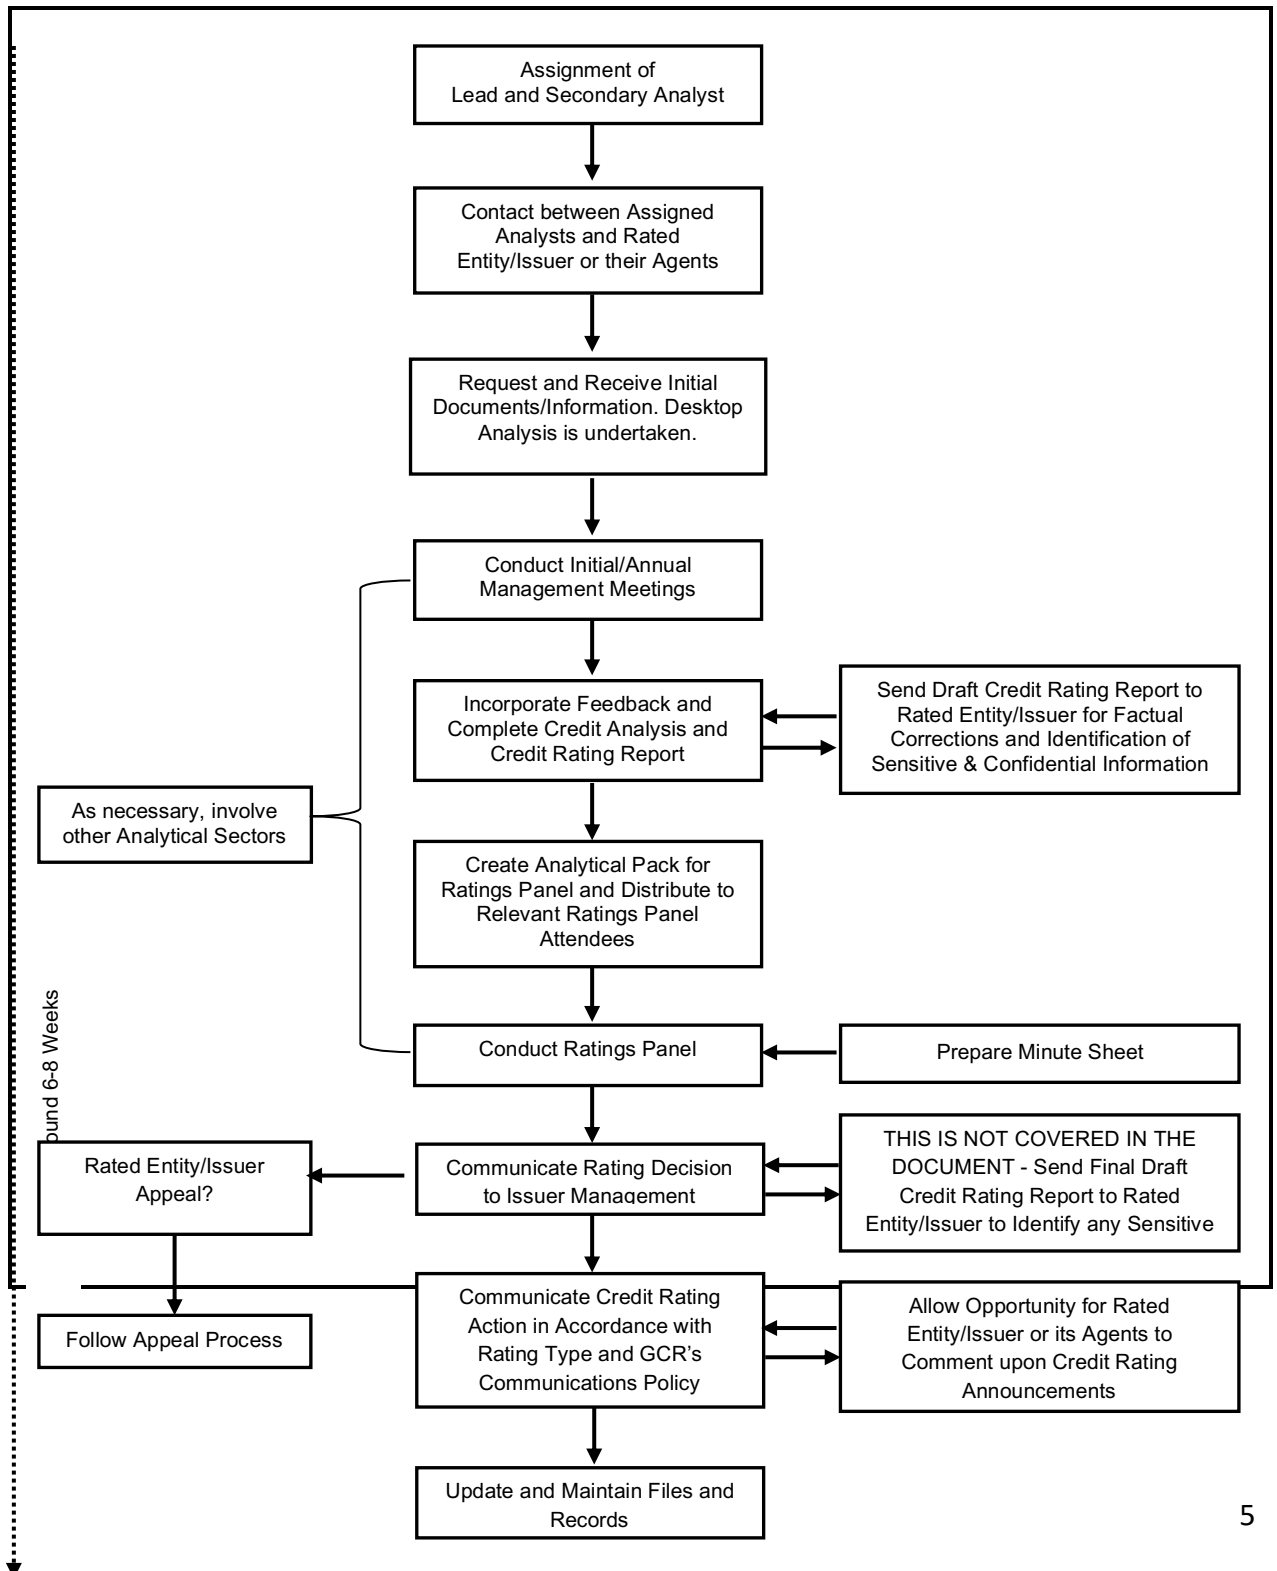 Assignment of
Lead and Secondary Analyst
Contact between Assigned
Analysts and Rated
Entity/Issuer or their Agents
Request and Receive Initial
Documents/Information. Desktop
Analysis is undertaken.
Conduct Initial/Annual
Management Meetings
Incorporate Feedback and
Complete Credit Analysis and
Credit Rating Report
Send Draft Credit Rating Report to
Rated Entity/Issuer for Factual
Corrections and Identification of
Sensitive & Confidential Information
As necessary, involve
other Analytical Sectors
Create Analytical Pack for
Ratings Panel and Distribute to
Relevant Ratings Panel
Attendees
6-8 Weeks
Conduct Ratings Panel
Prepare Minute Sheet
Rated Entity/Issuer
Appeal?
Communicate Rating Decision
to Issuer Management
THIS IS NOT COVERED IN THE
DOCUMENT - Send Final Draft
Credit Rating Report to Rated
Entity/Issuer to Identify any Sensitive
Follow Appeal Process
Communicate Credit Rating
Action in Accordance with
Rating Type and GCR's
Communications Policy
Allow Opportunity for Rated
Entity/Issuer or its Agents to
Comment upon Credit Rating
Announcements
Update and Maintain Files and
Records
5